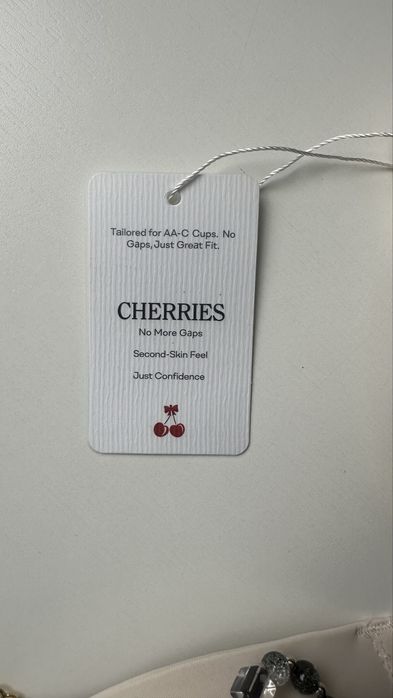 Tailored for AA-C Cups. No
Gaps, Just Great Fit.
CHERRIES
No More Gaps
Second-Skin Feel
Just Confidence